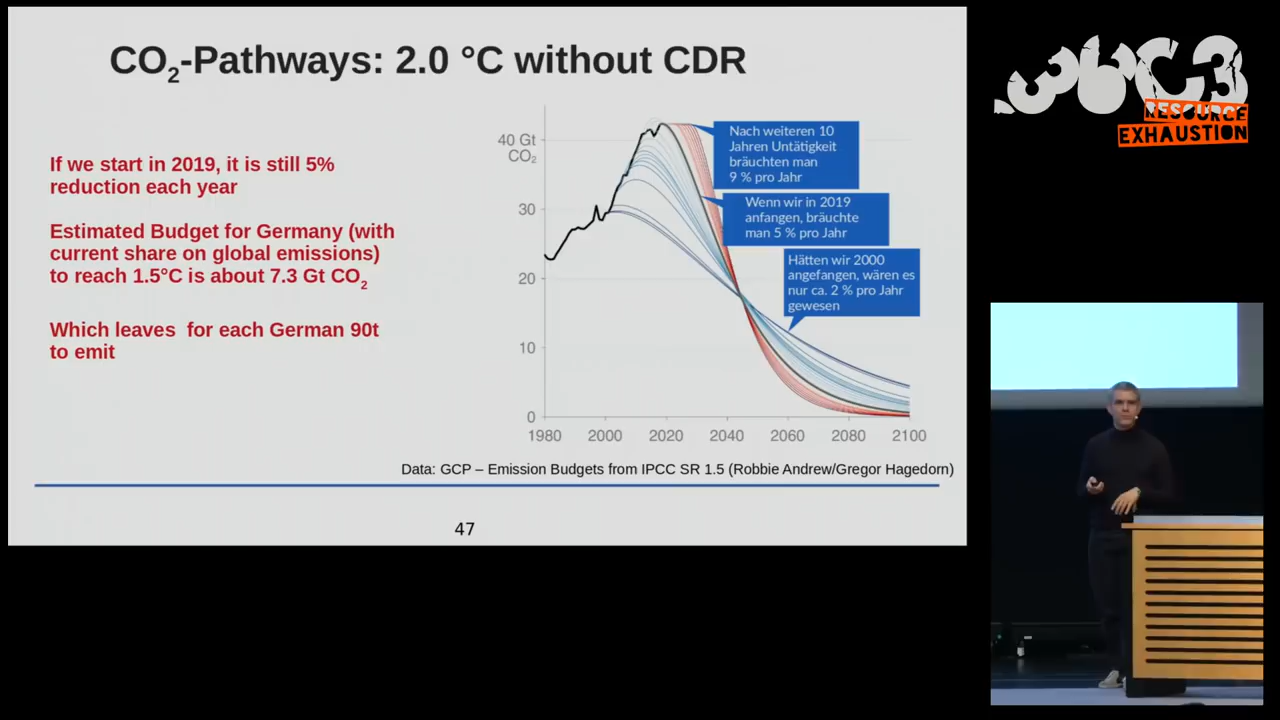 CO2-Pathways: 2.0 °C without CDR
If we start in 2019, it is still 5%
reduction each year
Estimated Budget for Germany (with
current share on global emissions)
to reach 1.5°C is about 7.3 Gt CO2
Which leaves for each German 90t
to emit
40 Gt
CO2
30
20
10
0
1980
2000
2020
2040
2060
2080
2100
Nach weiteren 10
Jahren Untätigkeit
bräuchten man
9 % pro Jahr
Wenn wir in 2019
anfangen, bräuchte
man 5 % pro Jahr
Hätten wir 2000
angefangen, wären es
nur ca. 2 % pro Jahr
gewesen
Data: GCP – Emission Budgets from IPCC SR 1.5 (Robbie Andrew/Gregor Hagedorn)
47
36C3
RESOURCE
EXHAUSTION